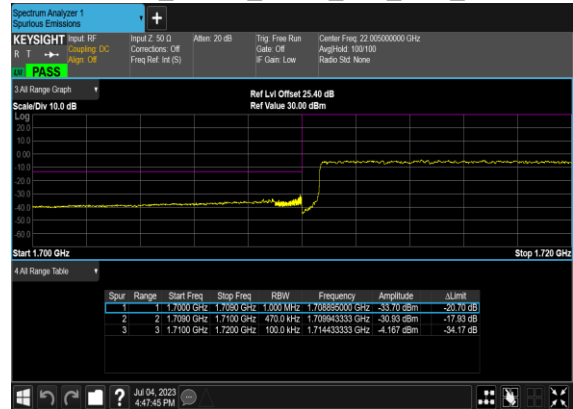 Spectrum Analyzer 1
Spurious Emissions
KEYSIGHT Input: RF Input Z: 50 Ω Atten: 20 dB Trig: Free Run Center Freq: 22.005000000 GHz
R T Coupling: DC Corrections: Off Gate: Off Avg|Hold: 100/100
Align: Off Freq Ref: Int (S) IF Gain: Low Radio Std: None
PASS
3 All Range Graph
Ref Lvl Offset 25.40 dB
Scale/Div 10.0 dB Ref Value 30.00 dBm
Log
20.0
10.0
0.00
-10.0
-20.0
-30.0
-40.0
-50.0
-60.0
Start 1.700 GHz Stop 1.720 GHz
4 All Range Table
Spur Range Start Freq Stop Freq RBW Frequency Amplitude ΔLimit
1 1 1.7000 GHz 1.7090 GHz 1.000 MHz 1.708895000 GHz -33.70 dBm -20.70 dB
2 2 1.7090 GHz 1.7100 GHz 470.0 kHz 1.709943333 GHz -30.93 dBm -17.93 dB
3 3 1.7100 GHz 1.7200 GHz 100.0 kHz 1.714433333 GHz -4.167 dBm -34.17 dB
? Jul 04, 2023
4:47:45 PM